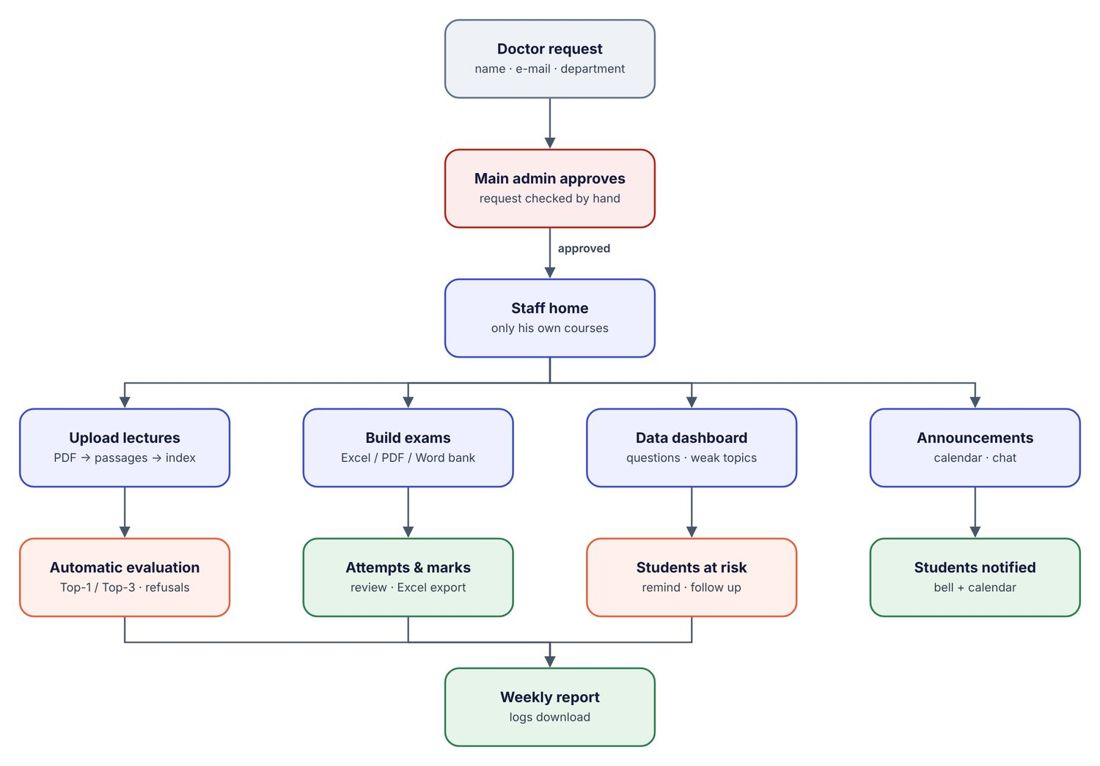 Doctor request
name · e-mail · department
Main admin approves
request checked by hand
approved
Staff home
only his own courses
Upload lectures
PDF → passages → index
Build exams
Excel / PDF / Word bank
Data dashboard
questions · weak topics
Announcements
calendar · chat
Automatic evaluation
Top-1 / Top-3 · refusals
Attempts & marks
review · Excel export
Students at risk
remind · follow up
Students notified
bell + calendar
Weekly report
logs download